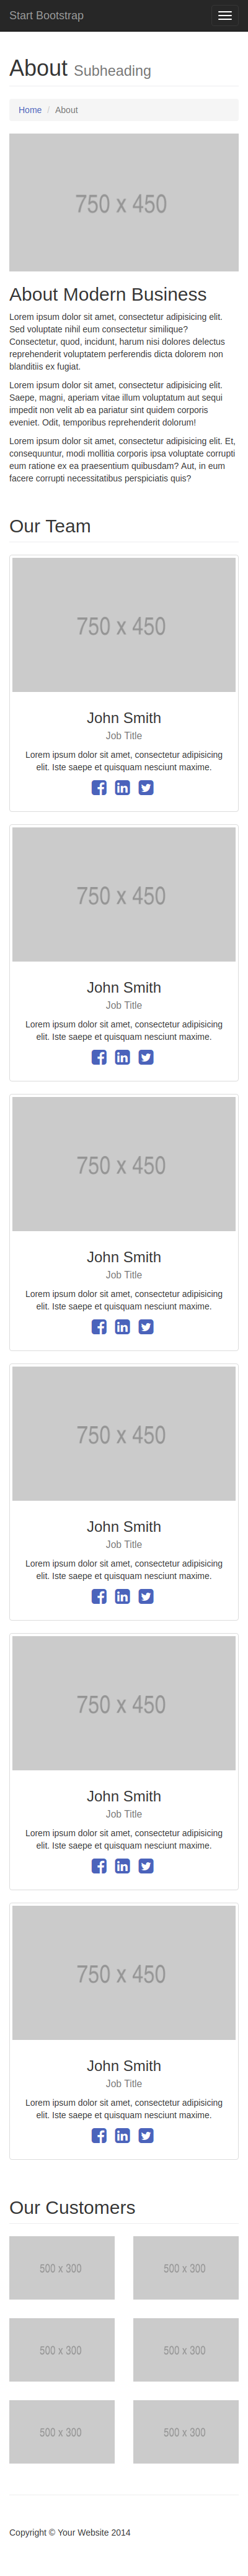 Start Bootstrap
About Subheading
Home / About
750 x 450
About Modern Business
Lorem ipsum dolor sit amet, consectetur adipisicing elit.
Sed voluptate nihil eum consectetur similique?
Consectetur, quod, incidunt, harum nisi dolores delectus
reprehenderit voluptatem perferendis dicta dolorem non
blanditiis ex fugiat.
Lorem ipsum dolor sit amet, consectetur adipisicing elit.
Saepe, magni, aperiam vitae illum voluptatum aut sequi
impedit non velit ab ea pariatur sint quidem corporis
eveniet. Odit, temporibus reprehenderit dolorum!
Lorem ipsum dolor sit amet, consectetur adipisicing elit. Et,
consequuntur, modi mollitia corporis ipsa voluptate corrupti
eum ratione ex ea praesentium quibusdam? Aut, in eum
facere corrupti necessitatibus perspiciatis quis?
Our Team
750 x 450
John Smith
Job Title
Lorem ipsum dolor sit amet, consectetur adipisicing
elit. Iste saepe et quisquam nesciunt maxime.
750 x 450
John Smith
Job Title
Lorem ipsum dolor sit amet, consectetur adipisicing
elit. Iste saepe et quisquam nesciunt maxime.
750 x 450
John Smith
Job Title
Lorem ipsum dolor sit amet, consectetur adipisicing
elit. Iste saepe et quisquam nesciunt maxime.
750 x 450
John Smith
Job Title
Lorem ipsum dolor sit amet, consectetur adipisicing
elit. Iste saepe et quisquam nesciunt maxime.
750 x 450
John Smith
Job Title
Lorem ipsum dolor sit amet, consectetur adipisicing
elit. Iste saepe et quisquam nesciunt maxime.
750 x 450
John Smith
Job Title
Lorem ipsum dolor sit amet, consectetur adipisicing
elit. Iste saepe et quisquam nesciunt maxime.
Our Customers
500 x 300 500 x 300
500 x 300 500 x 300
500 x 300 500 x 300
Copyright © Your Website 2014